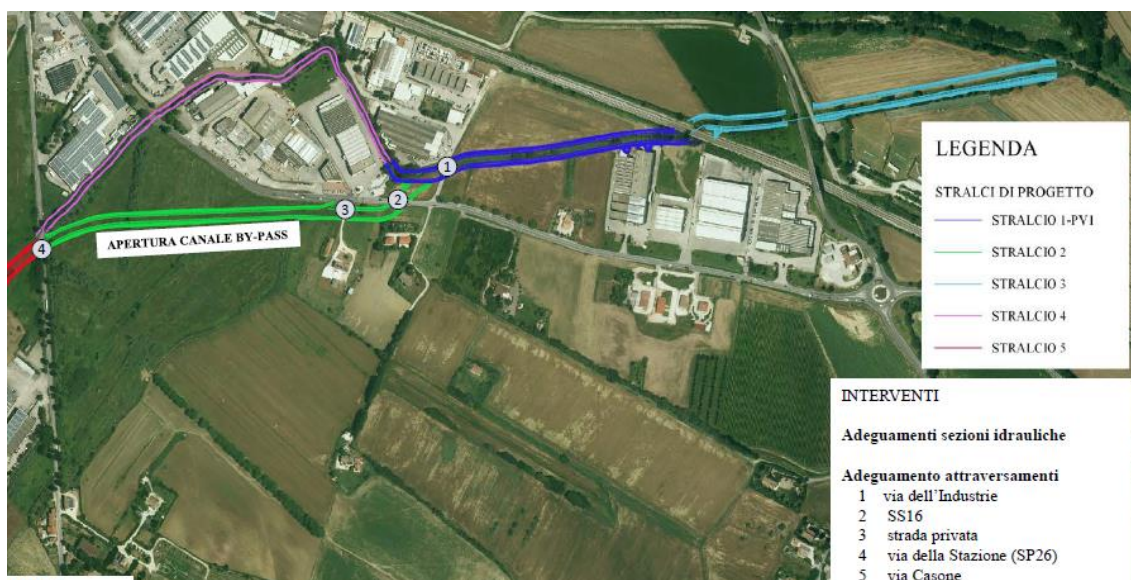 1
2
3
4
APERTURA CANALE BY-PASS
LEGENDA
STRALCI DI PROGETTO
STRALCIO 1-PV1
STRALCIO 2
STRALCIO 3
STRALCIO 4
STRALCIO 5
INTERVENTI
Adeguamenti sezioni idrauliche
Adeguamento attraversamenti
1 via dell'Industrie
2 SS16
3 strada privata
4 via della Stazione (SP26)
5 via Casone